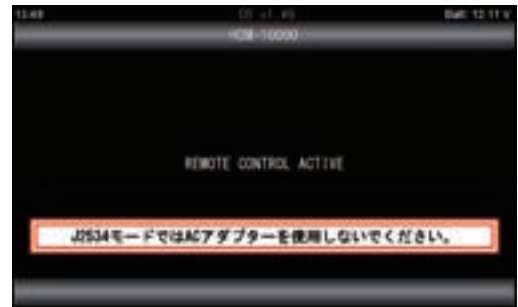 12:49 Batt: 12.11 V
HDM-10000
REMOTE CONTROL ACTIVE
J2534モードではACアダプターを使用しないでください。